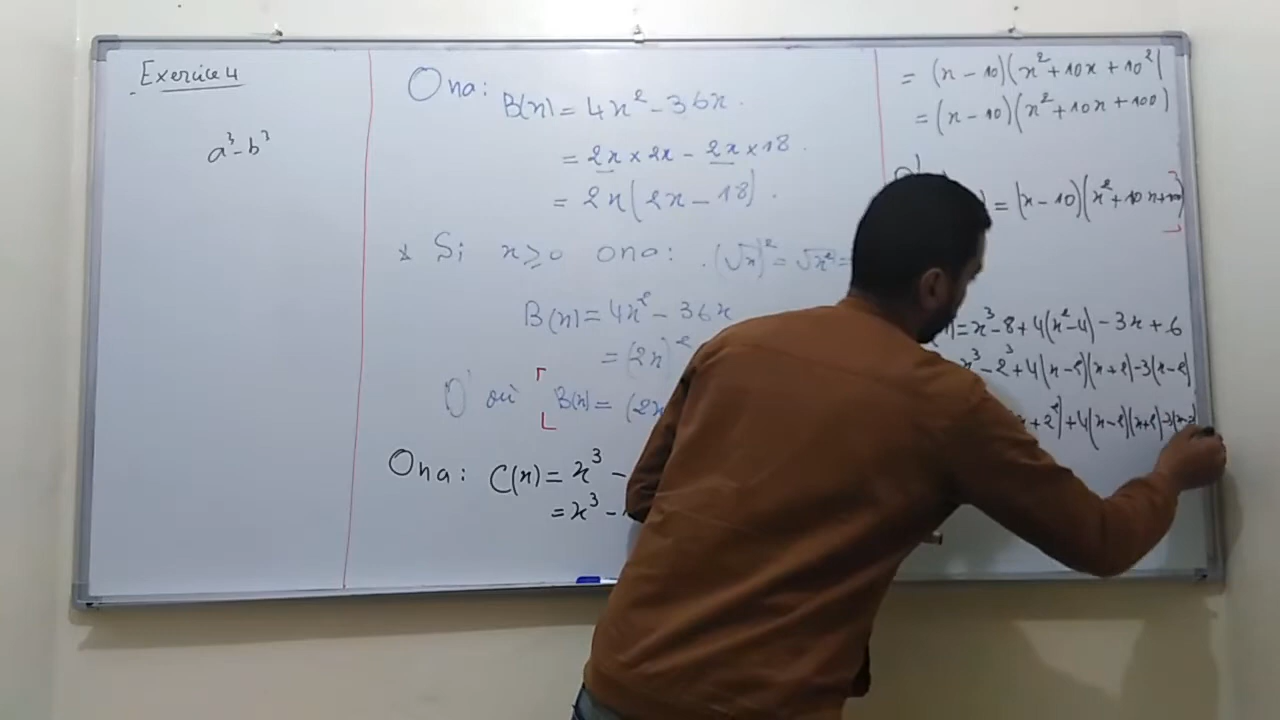 Exercice 4
a³-b³
On a:
B(x) = 4x² - 36x.
= 2x × 2x - 2x × 18.
= 2x(2x - 18).
* Si x ≥ 0 on a: .(√x)² = √x² =
B(x) = 4x² - 36x
= (2x)²
D'où B(x) = (2x
On a: C(x) = x³ -
= x³ -
= (x - 10)(x² + 10x + 10²)
= (x - 10)(x² + 10x + 100)
= (x - 10)(x² + 10x +
= x³ - 8 + 4(x² - 4) - 3x + 6
x³ - 2³ + 4(x - 2)(x + 2) - 3(x - 2)
+ 2²) + 4(x - 2)(x + 2) - 3(x - 2)